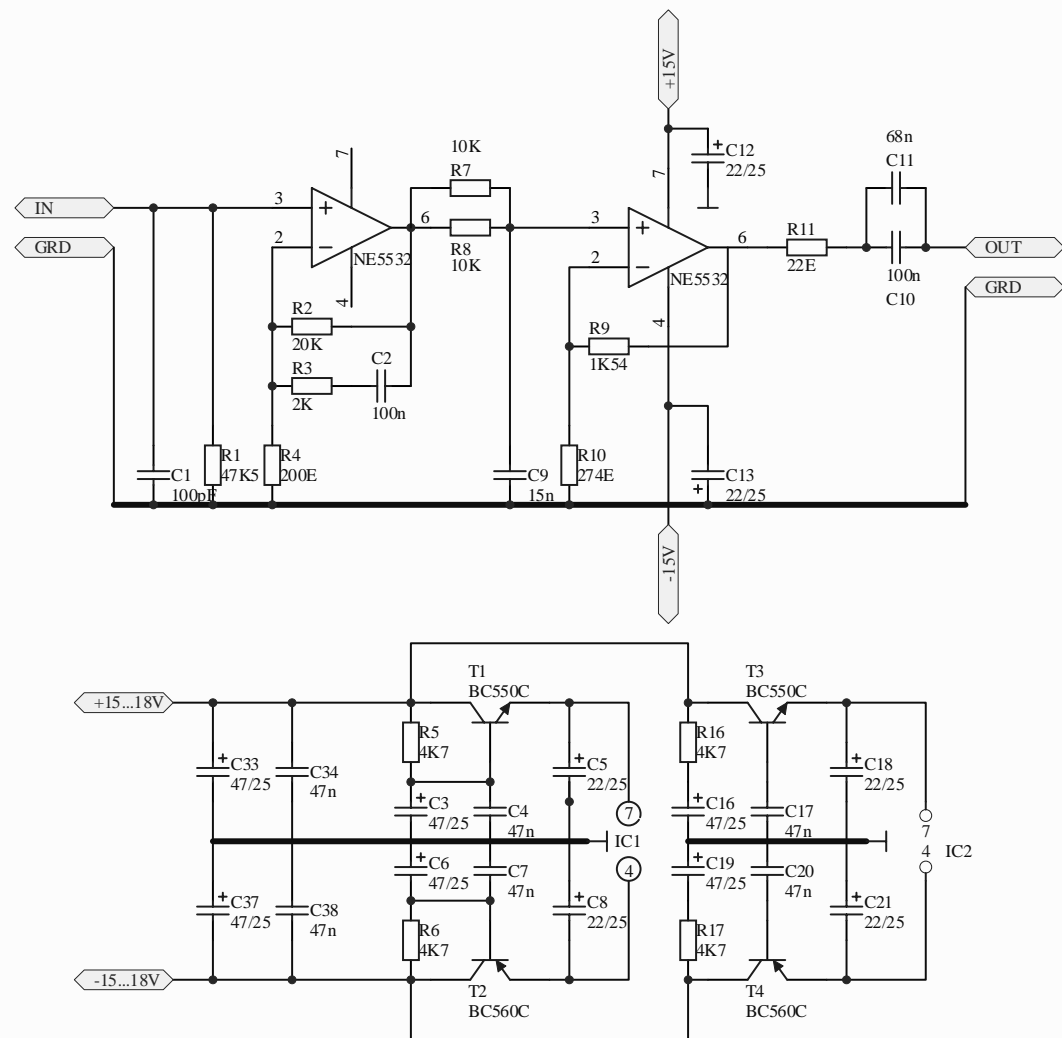 +15V
68n
C11
10K
R7
7
C12
22/25
7
IN
3
6
3
6
R11
OUT
GRD
2
NE5532
R8
10K
2
NE5532
22E
100n
C10
GRD
4
4
R2
20K
R9
1K54
R3
2K
C2
100n
C1
100pF
R1
47K5
R4
200E
C9
15n
R10
274E
C13
22/25
-15V
+15...18V
T1
BC550C
T3
BC550C
R5
4K7
R16
4K7
C33
47/25
C34
47n
C5
22/25
C18
22/25
C3
47/25
C4
47n
7
C16
47/25
C17
47n
7
IC1
4
IC2
C6
47/25
C7
47n
4
C19
47/25
C20
47n
C37
47/25
C38
47n
C8
22/25
C21
22/25
R6
4K7
R17
4K7
-15...18V
T2
BC560C
T4
BC560C